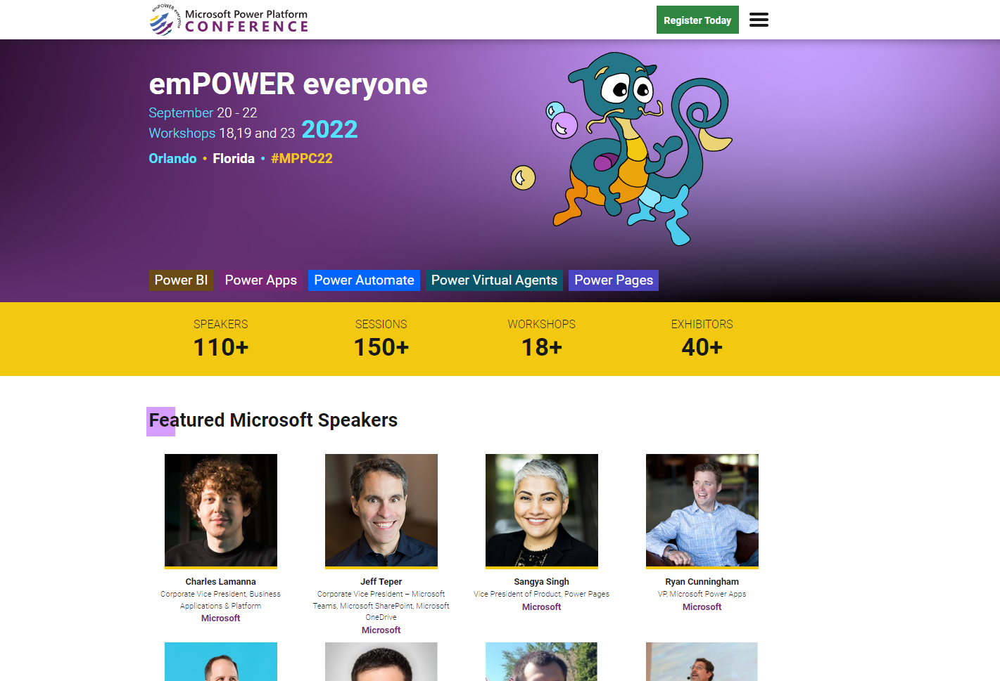 emPOWER everyone
Microsoft Power Platform
CONFERENCE
Register Today
emPOWER everyone
September 20 - 22
Workshops 18,19 and 23 2022
Orlando • Florida • #MPPC22
Power BI Power Apps Power Automate Power Virtual Agents Power Pages
SPEAKERS SESSIONS WORKSHOPS EXHIBITORS
110+ 150+ 18+ 40+
Featured Microsoft Speakers
Charles Lamanna
Corporate Vice President, Business
Applications & Platform
Microsoft
Jeff Teper
Corporate Vice President – Microsoft
Teams, Microsoft SharePoint, Microsoft
OneDrive
Microsoft
Sangya Singh
Vice President of Product, Power Pages
Microsoft
Ryan Cunningham
VP, Microsoft Power Apps
Microsoft